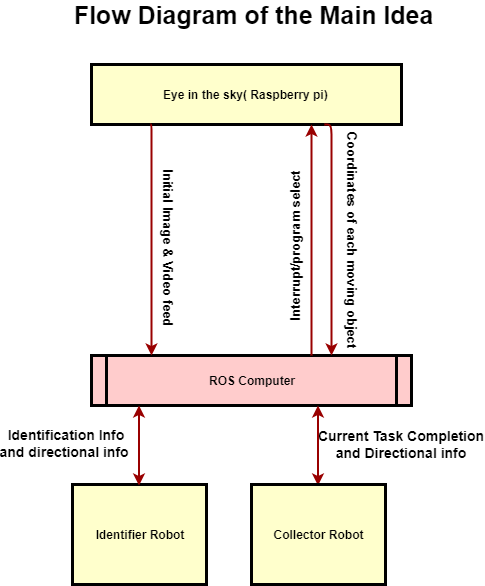 Flow Diagram of the Main Idea
Eye in the sky( Raspberry pi)
Initial Image & Video feed
Interrupt/program select
Coordinates of each moving object
ROS Computer
Identification Info
and directional info
Current Task Completion
and Directional info
Identifier Robot
Collector Robot